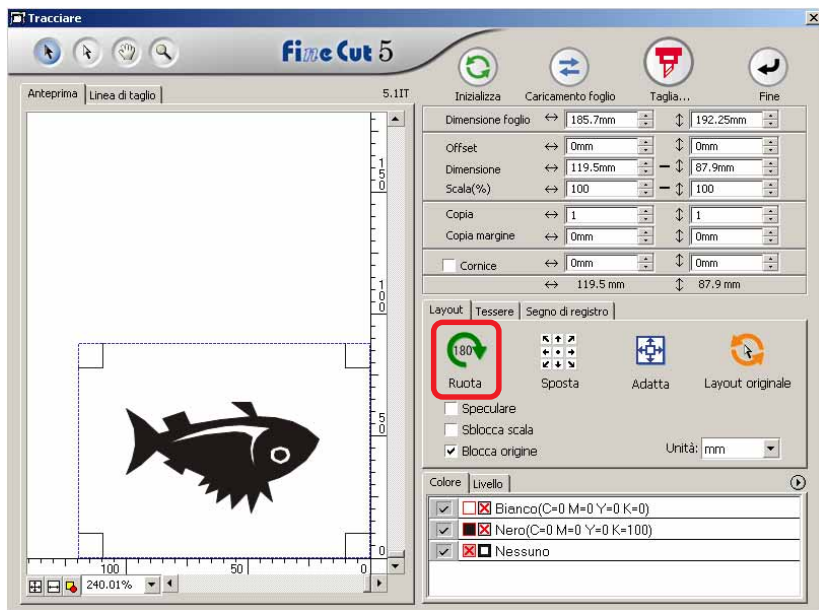 Tracciare
FineCut 5
Inizializza Caricamento foglio Taglia... Fine
Anteprima Linea di taglio 5.1IT
Dimensione foglio 185.7mm 192.25mm
Offset 0mm 0mm
Dimensione 119.5mm 87.9mm
Scala(%) 100 100
Copia 1 1
Copia margine 0mm 0mm
Cornice 0mm 0mm
119.5 mm 87.9 mm
Layout Tessere Segno di registro
180°
Ruota Sposta Adatta Layout originale
Speculare
Sblocca scala
Blocca origine Unità: mm
Colore Livello
Bianco(C=0 M=0 Y=0 K=0)
Nero(C=0 M=0 Y=0 K=100)
Nessuno
150
100
50
0
100 50 0
240.01%